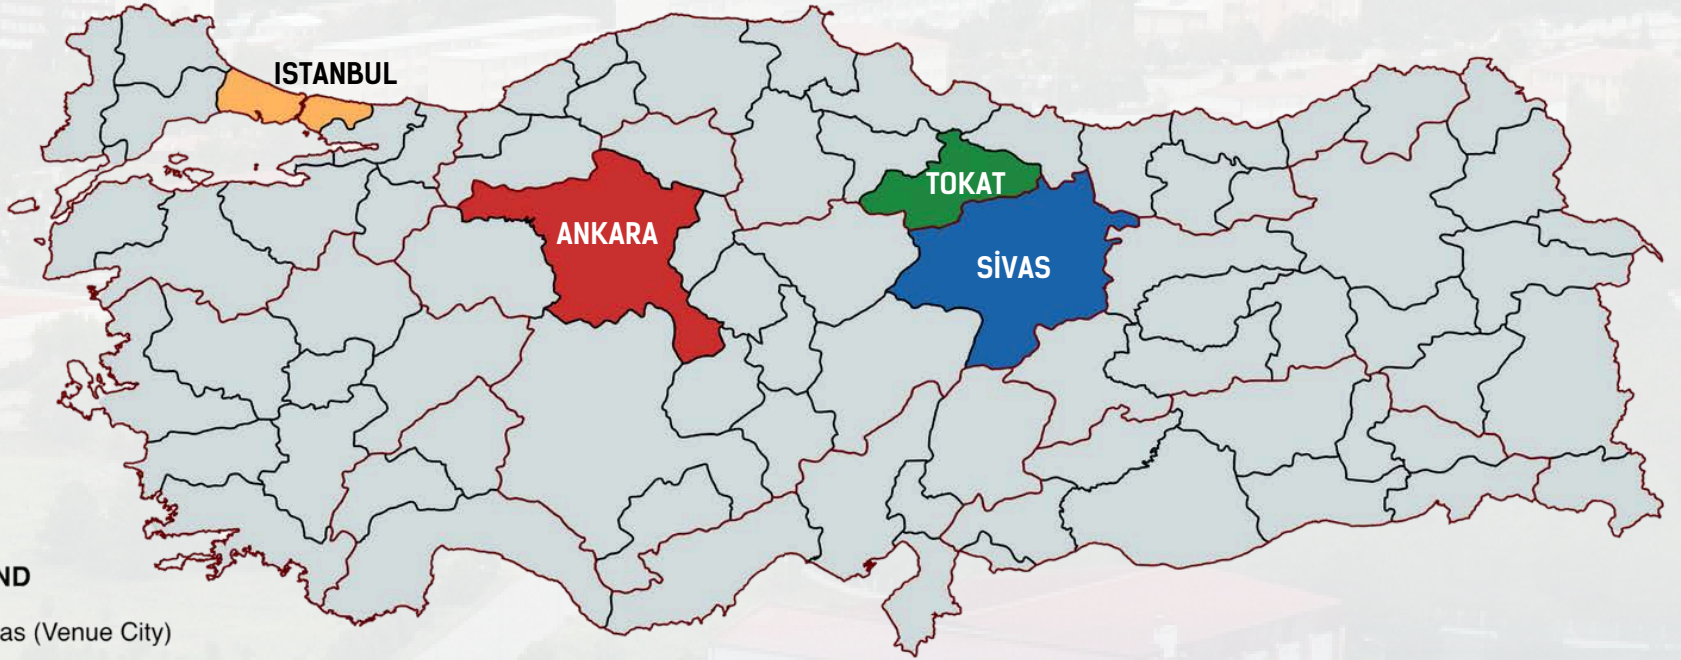 ISTANBUL
TOKAT
ANKARA
SİVAS
ND
as (Venue City)